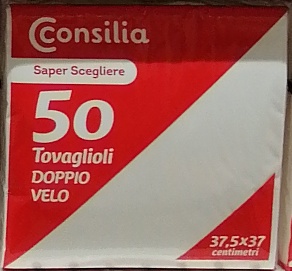 Consilia
Saper Scegliere
50
Tovaglioli
DOPPIO
VELO
37,5x37
centimetri